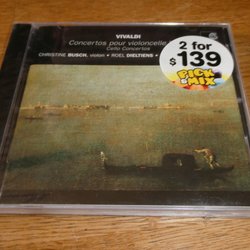 VIVALDI
Concertos pour violoncelle
Cello Concertos
CHRISTINE BUSCH, violon • ROEL DIELTIENS •
2 for
$139
PICK
& MIX